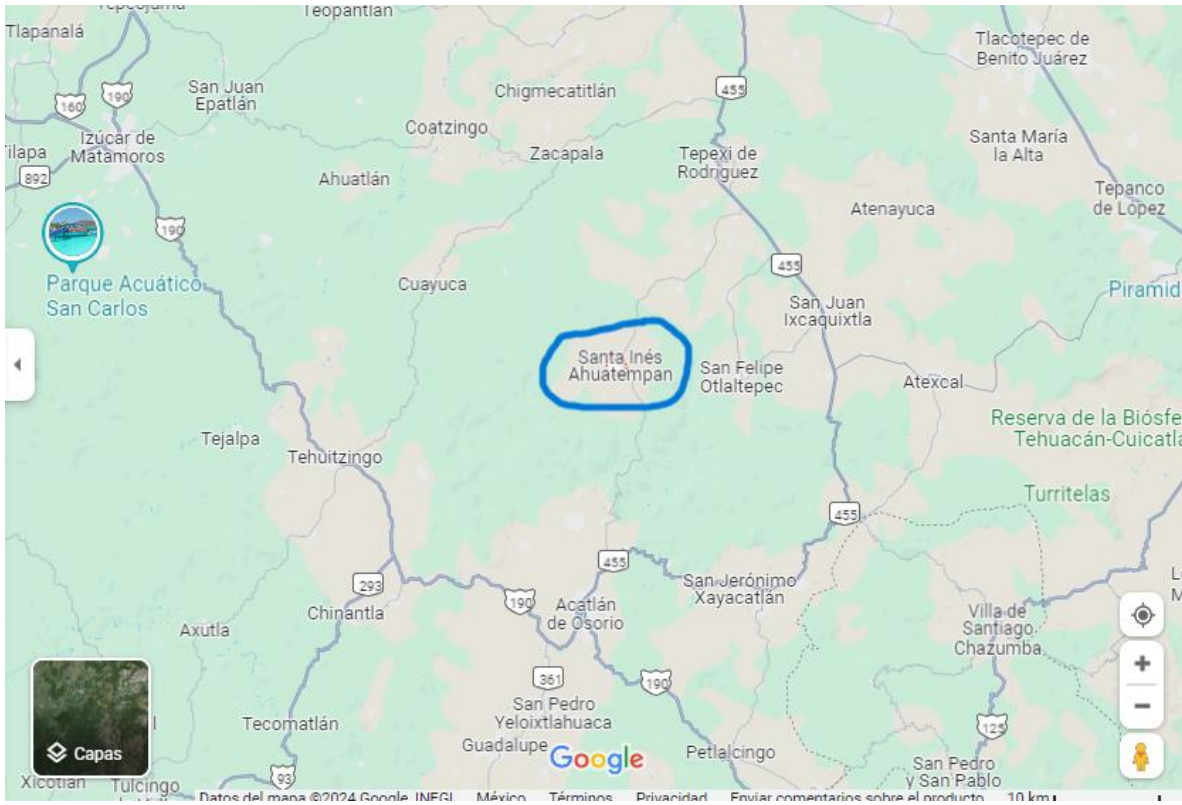 Tepeojuma
Teopantlán
Tlapanalá
Tlacotepec de
Benito Juárez
San Juan
Epatlán
Chigmecatitlán
455
160
190
Coatzingo
Izúcar de
Matamoros
Zacapala
Tepexi de
Rodríguez
Santa María
la Alta
Tilapa
892
Ahuatlán
Tepanco
de López
Atenayuca
190
455
Parque Acuático
San Carlos
Cuayuca
San Juan
Ixcaquixtla
Piramid
Santa Inés
Ahuatempan
San Felipe
Otlaltepec
Atexcal
Reserva de la Biósfe
Tehuacán-Cuicatla
Tejalpa
Tehuitzingo
Turritelas
455
455
293
San Jerónimo
Xayacatlán
190
Acatlán
de Osorio
Chinantla
Villa de
Santiago
Chazumba
Axutla
361
190
San Pedro
Yeloixtlahuaca
Tecomatlán
Capas
Guadalupe
Google
Petlalcingo
125
San Pedro
y San Pablo
Xicotlán
Tulcingo
93
Datos del mapa ©2024 Google, INEGI México Términos Privacidad Enviar comentarios sobre el producto 10 km